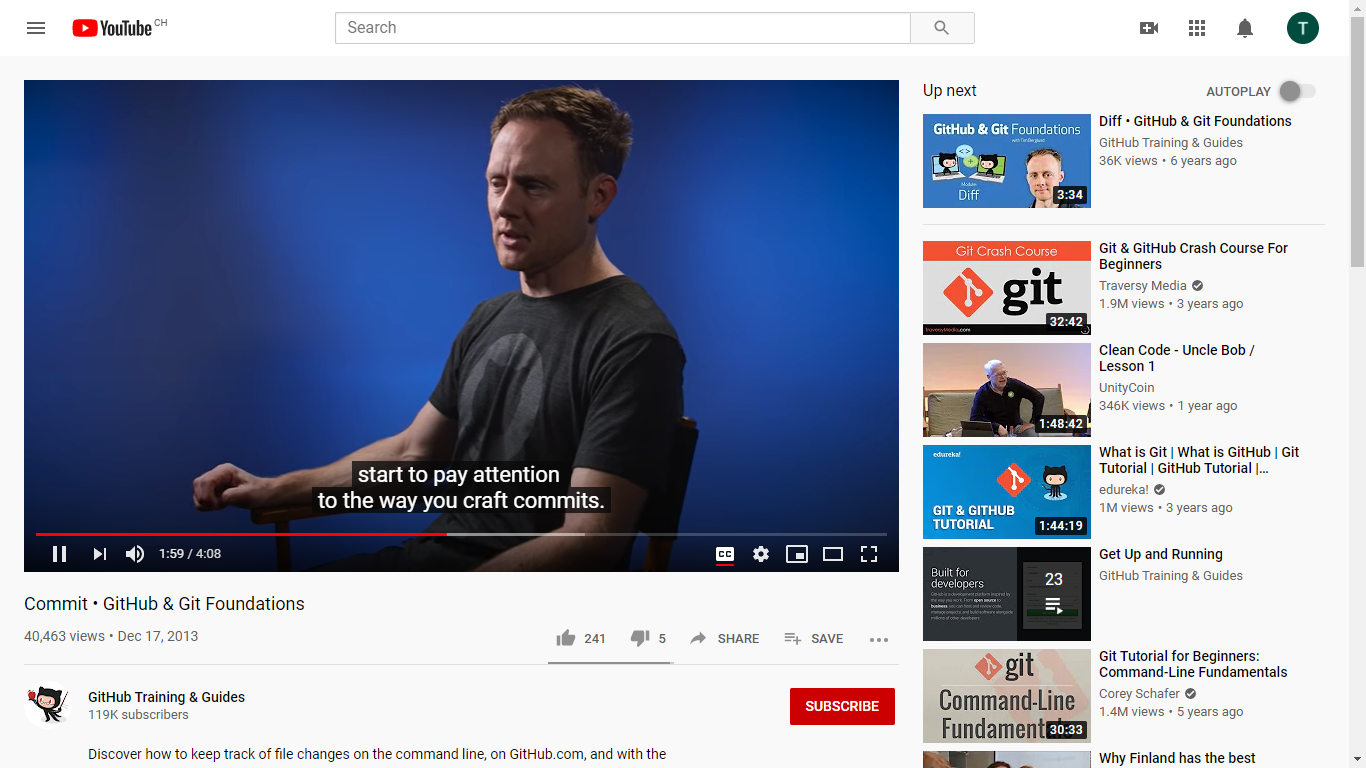 YouTube CH
Search
T
start to pay attention
to the way you craft commits.
1:59 / 4:08
CC
Commit • GitHub & Git Foundations
40,463 views • Dec 17, 2013
241
5
SHARE
SAVE
GitHub Training & Guides
119K subscribers
SUBSCRIBE
Discover how to keep track of file changes on the command line, on GitHub.com, and with the
Up next
AUTOPLAY
GitHub & Git Foundations
with Tim Berglund
Module:
Diff
3:34
Diff • GitHub & Git Foundations
GitHub Training & Guides
36K views • 6 years ago
Git Crash Course
git
TraversyMedia.com
32:42
Git & GitHub Crash Course For
Beginners
Traversy Media
1.9M views • 3 years ago
1:48:42
Clean Code - Uncle Bob /
Lesson 1
UnityCoin
346K views • 1 year ago
edureka!
GIT & GITHUB
TUTORIAL
1:44:19
What is Git | What is GitHub | Git
Tutorial | GitHub Tutorial |...
edureka!
1M views • 3 years ago
Built for
developers
23
Get Up and Running
GitHub Training & Guides
git
Command-Line
Fundament
30:33
Git Tutorial for Beginners:
Command-Line Fundamentals
Corey Schafer
1.4M views • 5 years ago
Why Finland has the best